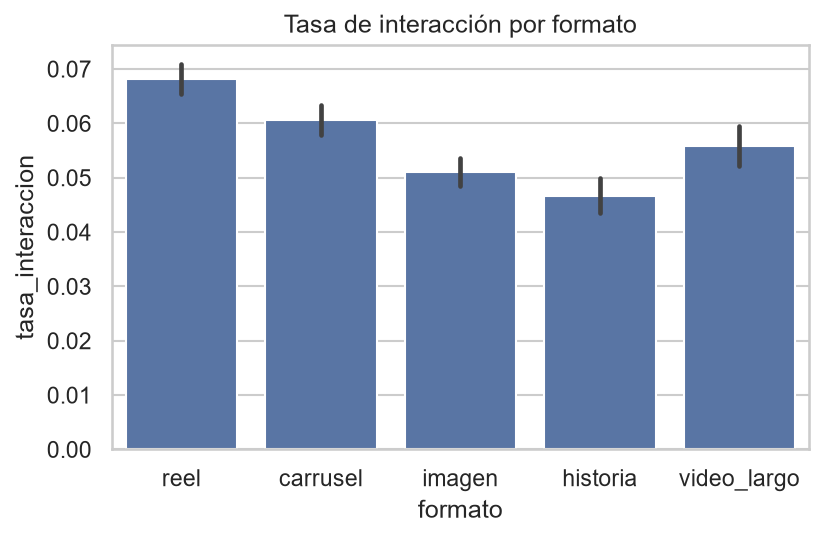 Tasa de interacción por formato
tasa_interaccion
0.07
0.06
0.05
0.04
0.03
0.02
0.01
0.00
reel carrusel imagen historia video_largo
formato